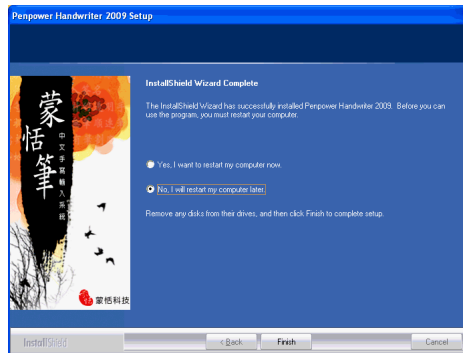 Penpower Handwriter 2009 Setup
InstallShield Wizard Complete
The InstallShield Wizard has successfully installed Penpower Handwriter 2009. Before you can
use the program, you must restart your computer.
Yes, I want to restart my computer now.
No, I will restart my computer later.
Remove any disks from their drives, and then click Finish to complete setup.
蒙恬筆
中文手寫輸入系統
蒙恬科技
InstallShield
< Back
Finish
Cancel